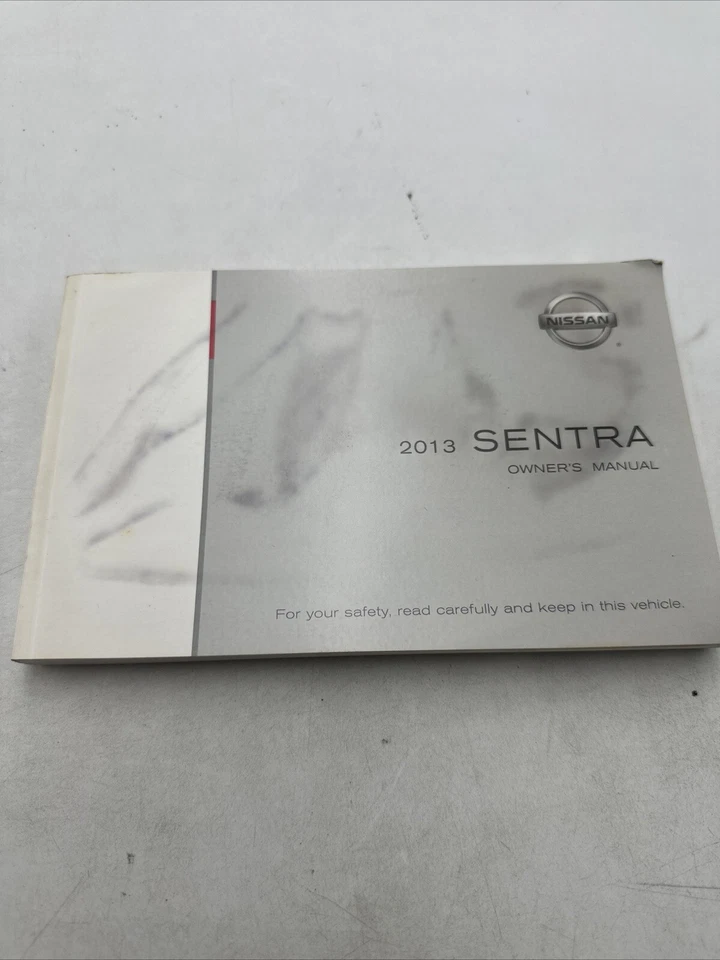 NISSAN
2013 SENTRA
OWNER'S MANUAL
For your safety, read carefully and keep in this vehicle.